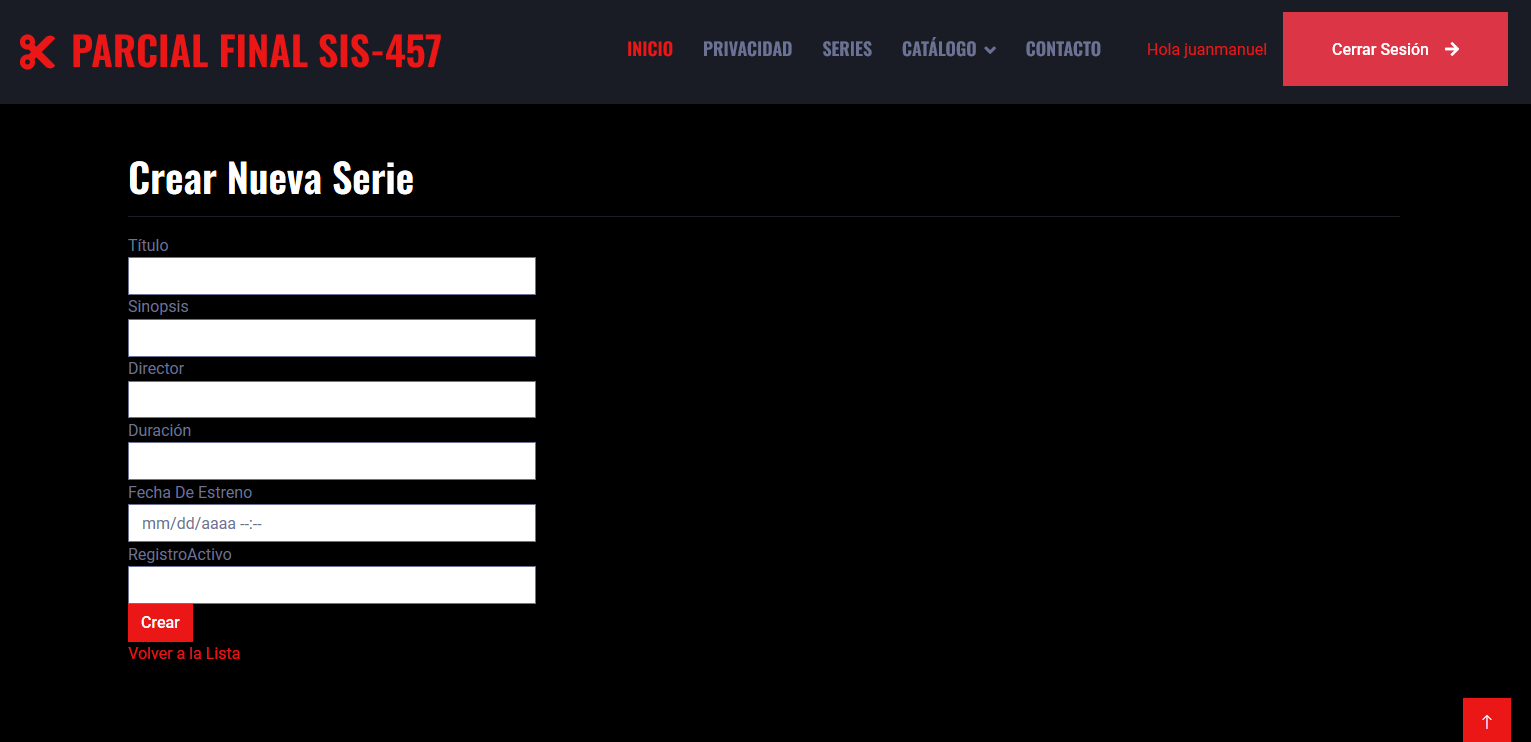 PARCIAL FINAL SIS-457
INICIO PRIVACIDAD SERIES CATÁLOGO CONTACTO Hola juanmanuel Cerrar Sesión
Crear Nueva Serie
Título
Sinopsis
Director
Duración
Fecha De Estreno
mm/dd/aaaa --:--
RegistroActivo
Crear
Volver a la Lista